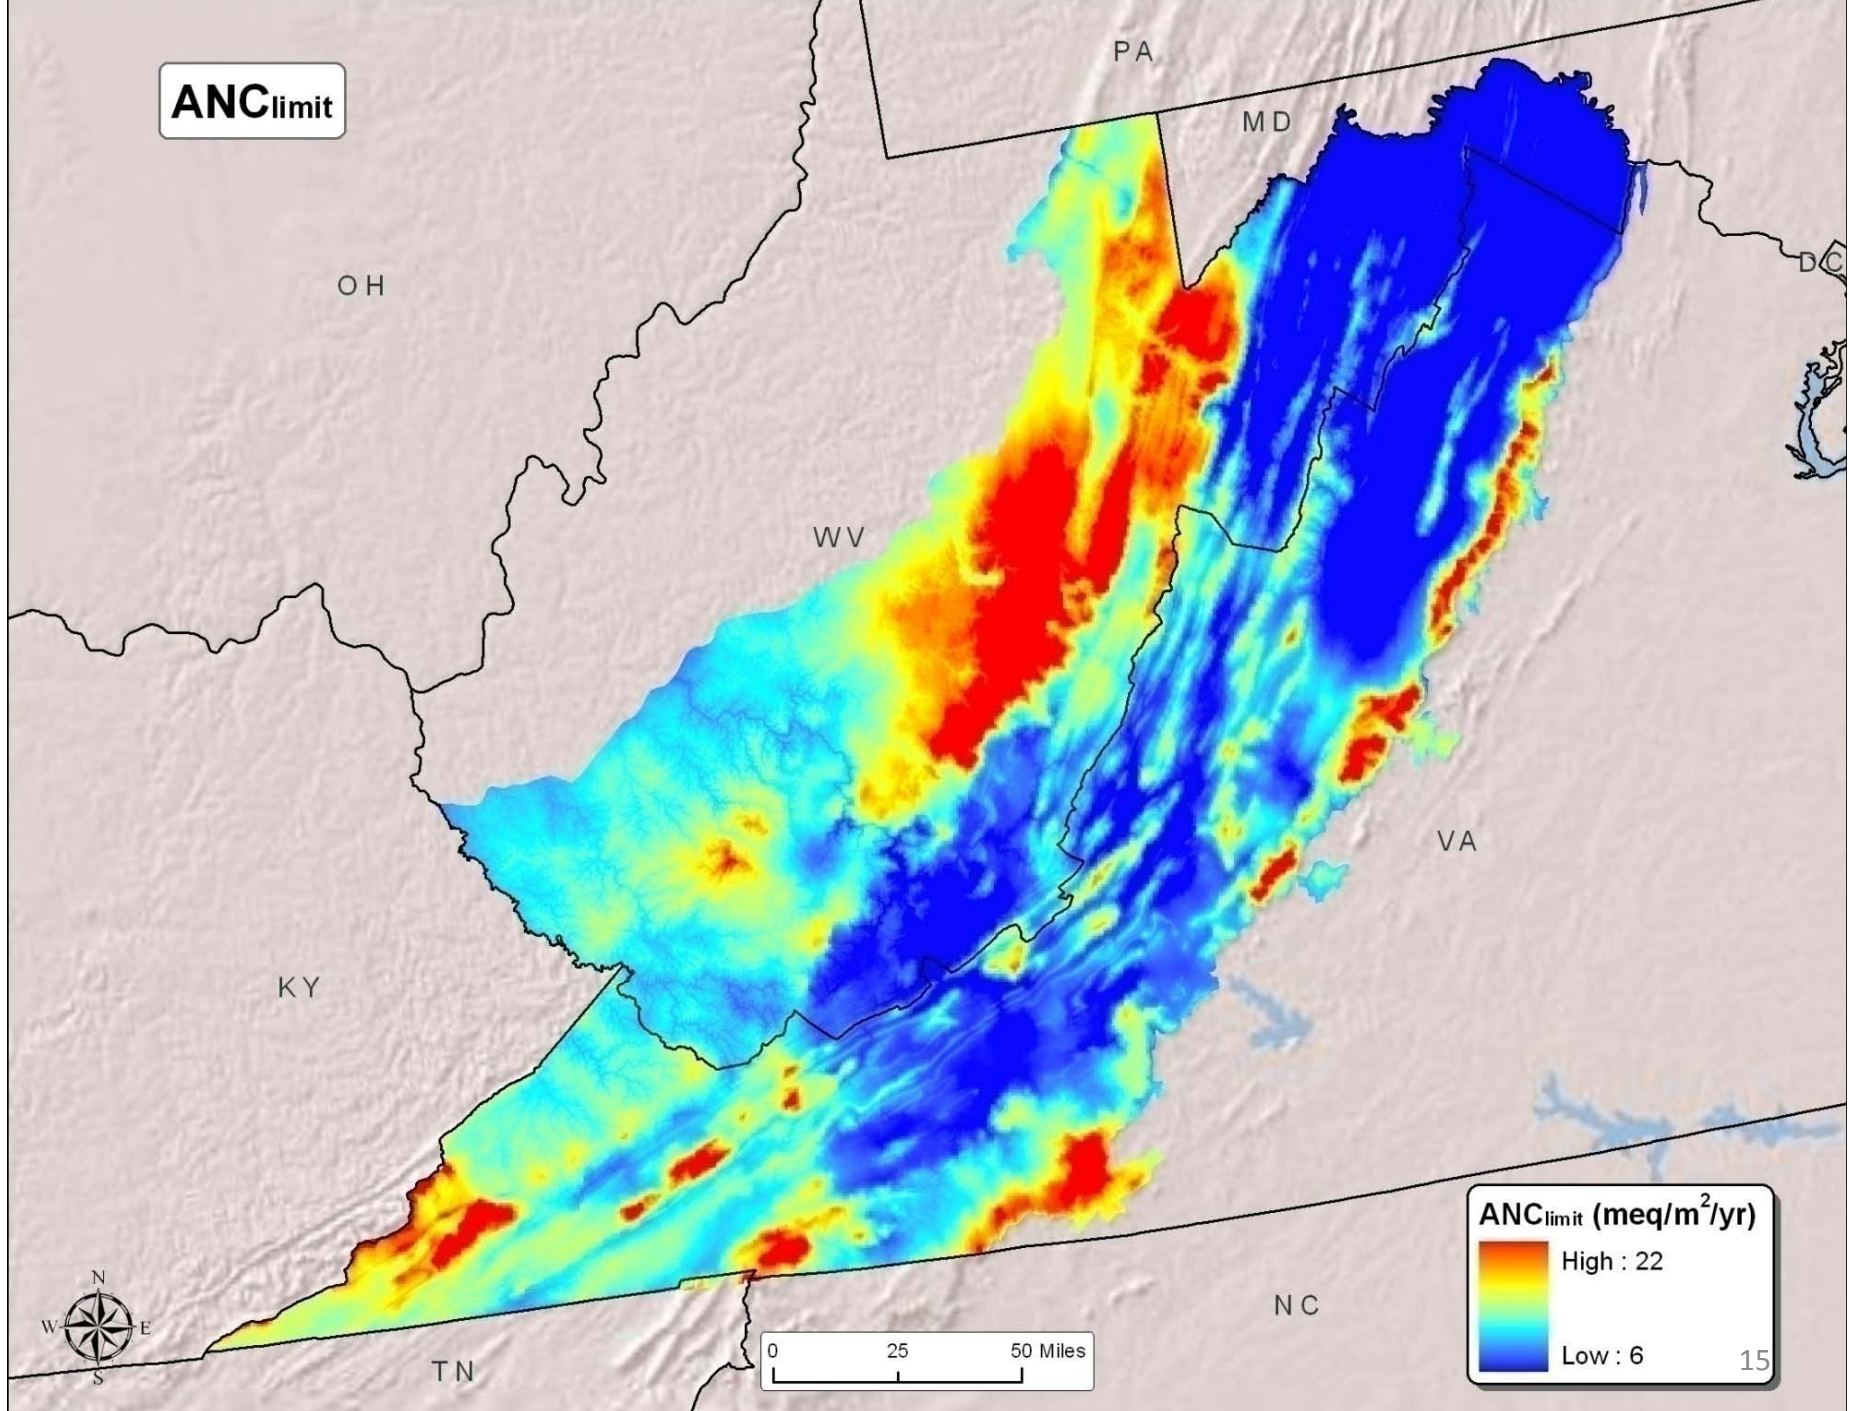 PA
ANClimit
MD
DC
OH
WV
VA
KY
ANClimit (meq/m2/yr)
High : 22
Low : 6
15
N
W E
S
NC
0 25 50 Miles
TN